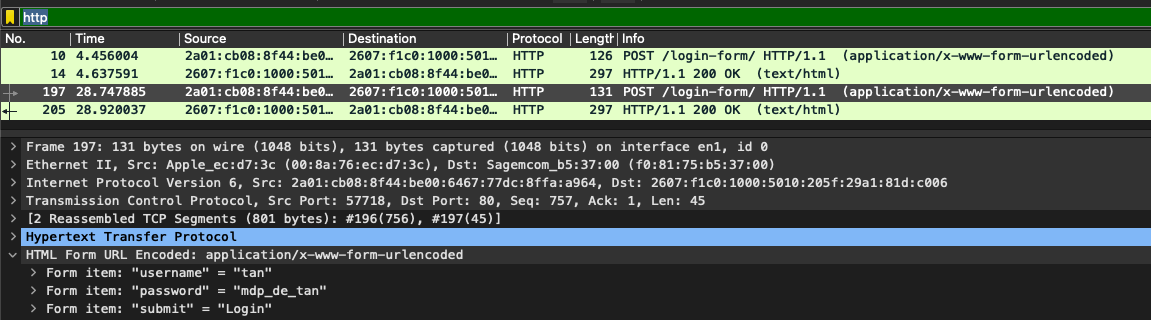 http
No. Time Source Destination Protocol Length Info
10 4.456004 2a01:cb08:8f44:be0… 2607:f1c0:1000:501… HTTP 126 POST /login-form/ HTTP/1.1  (application/x-www-form-urlencoded)
14 4.637591 2607:f1c0:1000:501… 2a01:cb08:8f44:be0… HTTP 297 HTTP/1.1 200 OK  (text/html)
197 28.747885 2a01:cb08:8f44:be0… 2607:f1c0:1000:501… HTTP 131 POST /login-form/ HTTP/1.1  (application/x-www-form-urlencoded)
205 28.920037 2607:f1c0:1000:501… 2a01:cb08:8f44:be0… HTTP 297 HTTP/1.1 200 OK  (text/html)
Frame 197: 131 bytes on wire (1048 bits), 131 bytes captured (1048 bits) on interface en1, id 0
Ethernet II, Src: Apple_ec:d7:3c (00:8a:76:ec:d7:3c), Dst: Sagemcom_b5:37:00 (f0:81:75:b5:37:00)
Internet Protocol Version 6, Src: 2a01:cb08:8f44:be00:6467:77dc:8ffa:a964, Dst: 2607:f1c0:1000:5010:205f:29a1:81d:c006
Transmission Control Protocol, Src Port: 57718, Dst Port: 80, Seq: 757, Ack: 1, Len: 45
[2 Reassembled TCP Segments (801 bytes): #196(756), #197(45)]
Hypertext Transfer Protocol
HTML Form URL Encoded: application/x-www-form-urlencoded
Form item: "username" = "tan"
Form item: "password" = "mdp_de_tan"
Form item: "submit" = "Login"